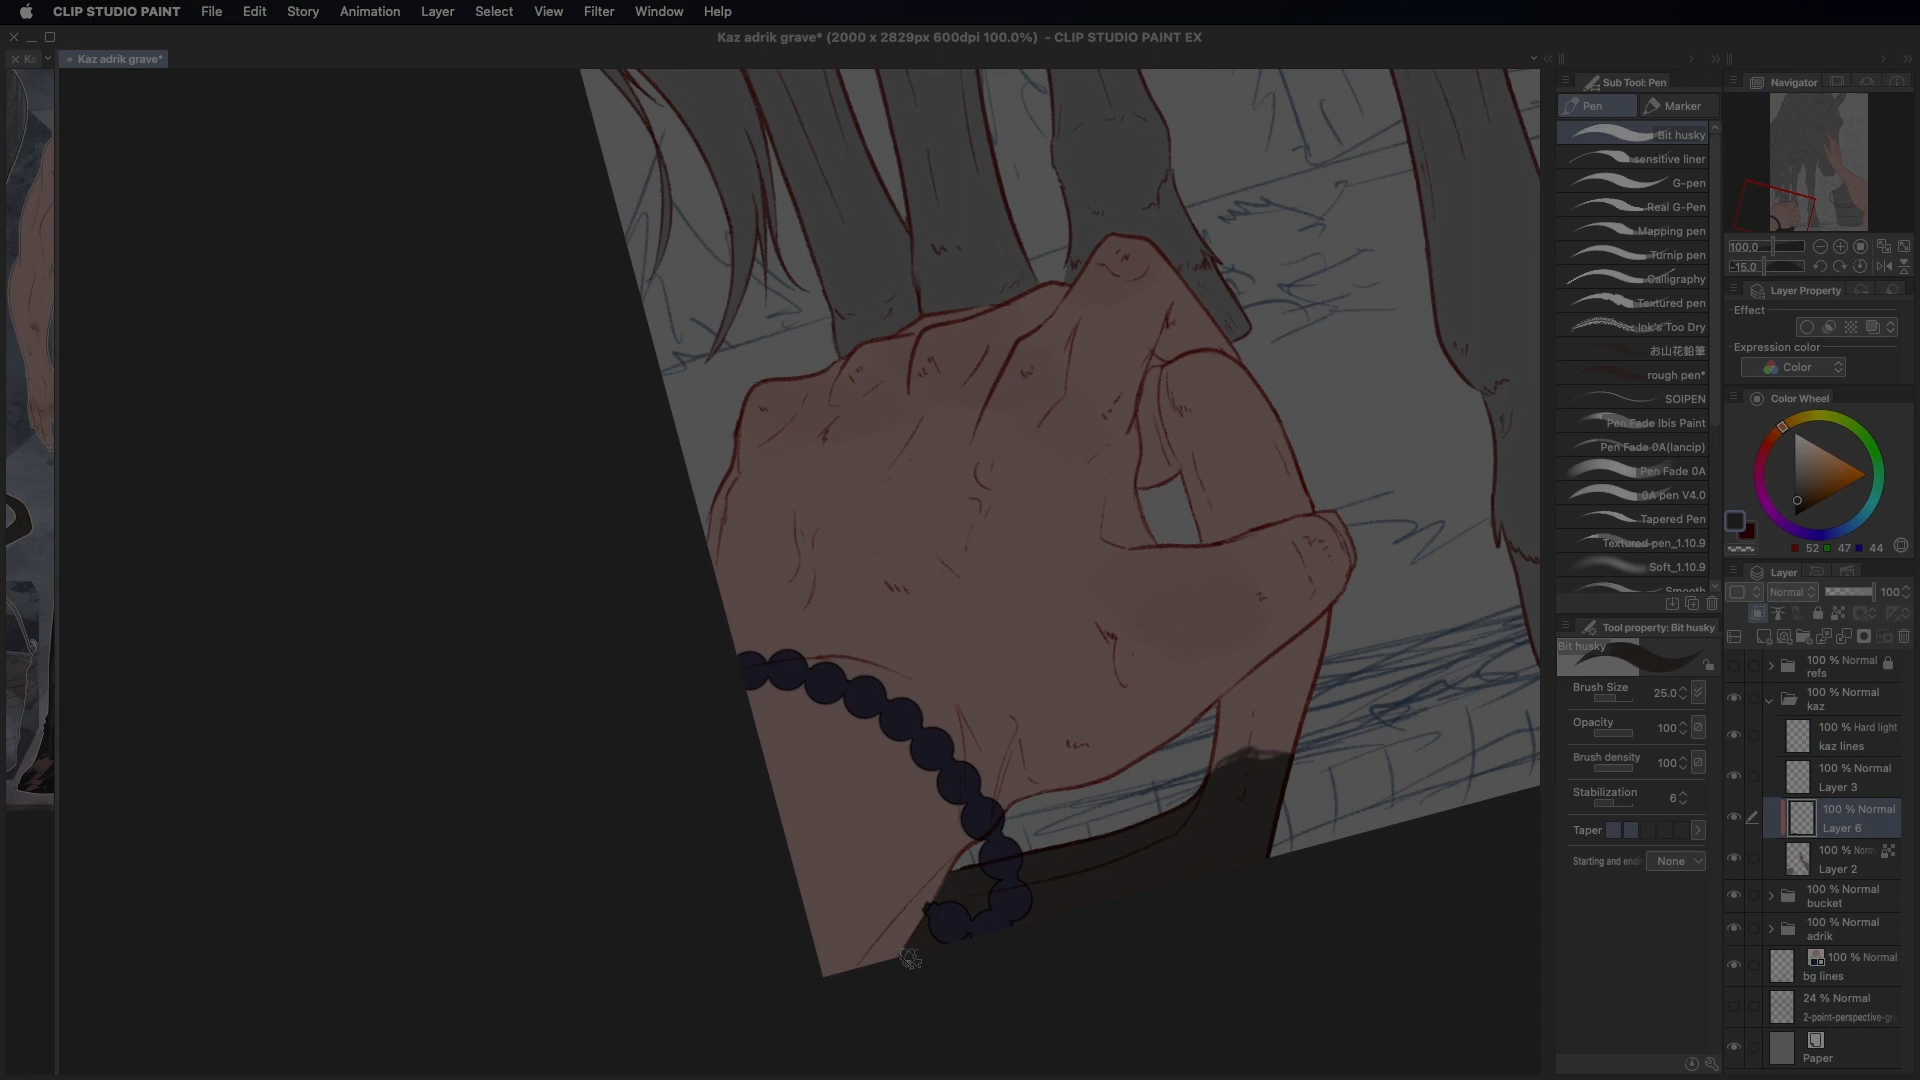 CLIP STUDIO PAINT File Edit Story Animation Layer Select View Filter Window Help
Kaz adrik grave* (2000 x 2829px 600dpi 100.0%) - CLIP STUDIO PAINT EX
Kaz adrik grave*
Sub Tool: Pen
Pen Marker
Bit husky
sensitive liner
G-pen
Real G-Pen
Mapping pen
Turnip pen
Calligraphy
Textured pen
Ink's Too Dry
お山花鉛筆
rough pen*
SOIPEN
Pen Fade Ibis Paint
Pen Fade 0A(lancip)
Pen Fade 0A
0A pen V4.0
Tapered Pen
Textured pen_1.10.9
Soft_1.10.9
Smooth
Tool property: Bit husky
Bit husky
Brush Size 25.0
Opacity 100
Brush density 100
Stabilization 6
Taper
Starting and endi None
Navigator
100.0
-15.0
Layer Property
Effect
Expression color
Color
Color Wheel
52 47 44
Layer
Normal 100
100 % Normal
refs
100 % Normal
kaz
100 % Hard light
kaz lines
100 % Normal
Layer 3
100 % Normal
Layer 6
100 % Norm
Layer 2
100 % Normal
bucket
100 % Normal
adrik
100 % Normal
bg lines
24 % Normal
2-point-perspective-gri
Paper